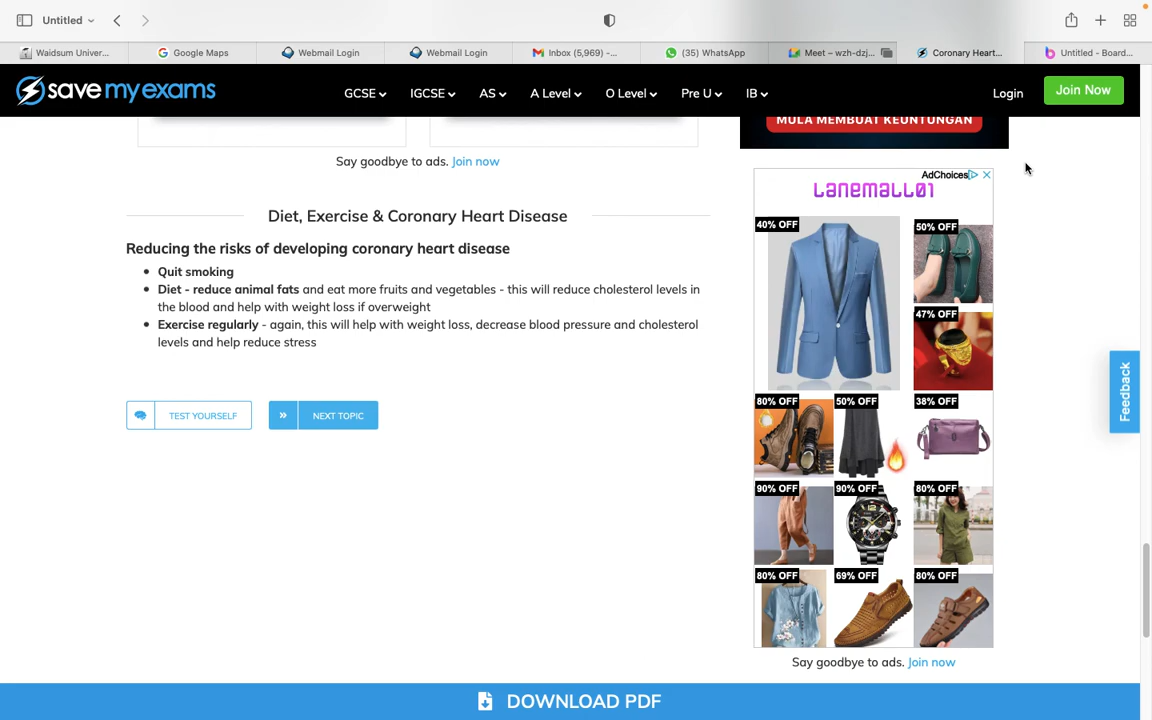 Untitled
Waidsum Univer...
Google Maps
Webmail Login
Webmail Login
Inbox (5,969) -...
(35) WhatsApp
Meet – wzh-dzj...
Coronary Heart...
Untitled - Board...
save my exams
GCSE
IGCSE
AS
A Level
O Level
Pre U
IB
Login
Join Now
MULA MEMBUAT KEUNTUNGAN
Say goodbye to ads. Join now
Diet, Exercise & Coronary Heart Disease
Reducing the risks of developing coronary heart disease
• Quit smoking
• Diet - reduce animal fats and eat more fruits and vegetables - this will reduce cholesterol levels in
the blood and help with weight loss if overweight
• Exercise regularly - again, this will help with weight loss, decrease blood pressure and cholesterol
levels and help reduce stress
TEST YOURSELF
NEXT TOPIC
AdChoices
LANEMALL01
40% OFF
50% OFF
47% OFF
80% OFF
50% OFF
38% OFF
90% OFF
90% OFF
80% OFF
80% OFF
69% OFF
80% OFF
Say goodbye to ads. Join now
Feedback
DOWNLOAD PDF